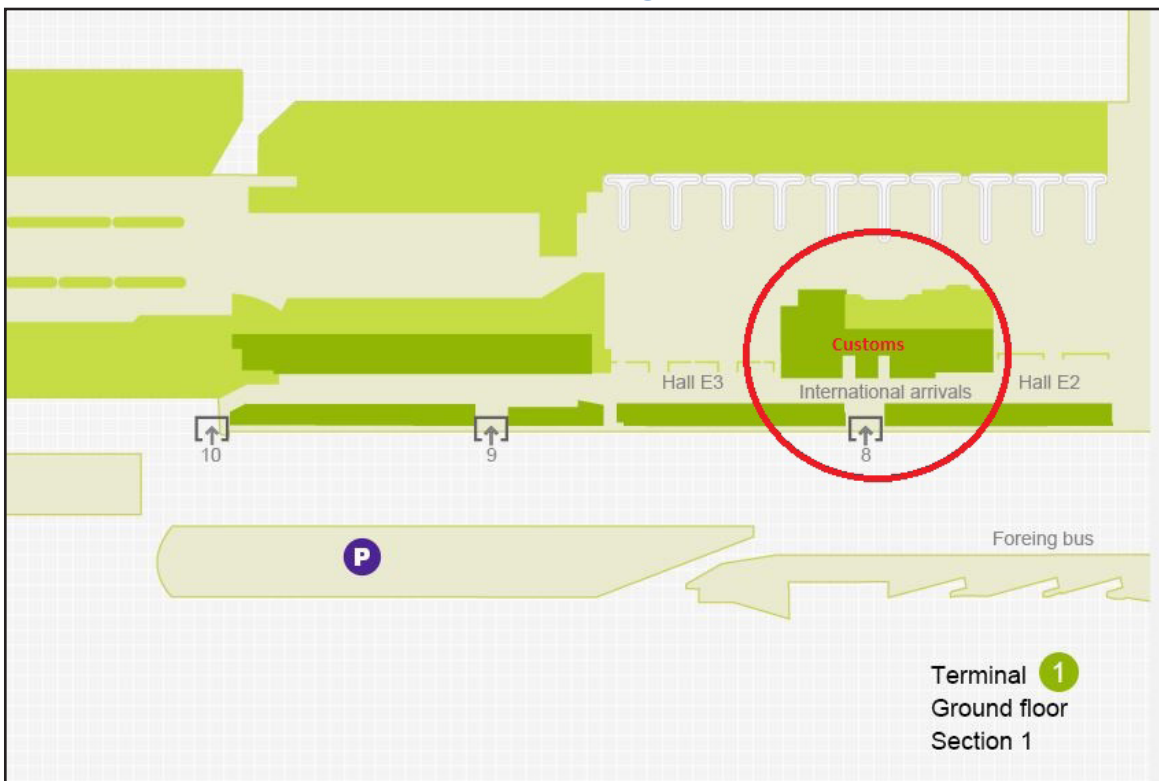 Customs
Hall E3
International arrivals
Hall E2
10
9
8
P
Foreing bus
Terminal 1
Ground floor
Section 1